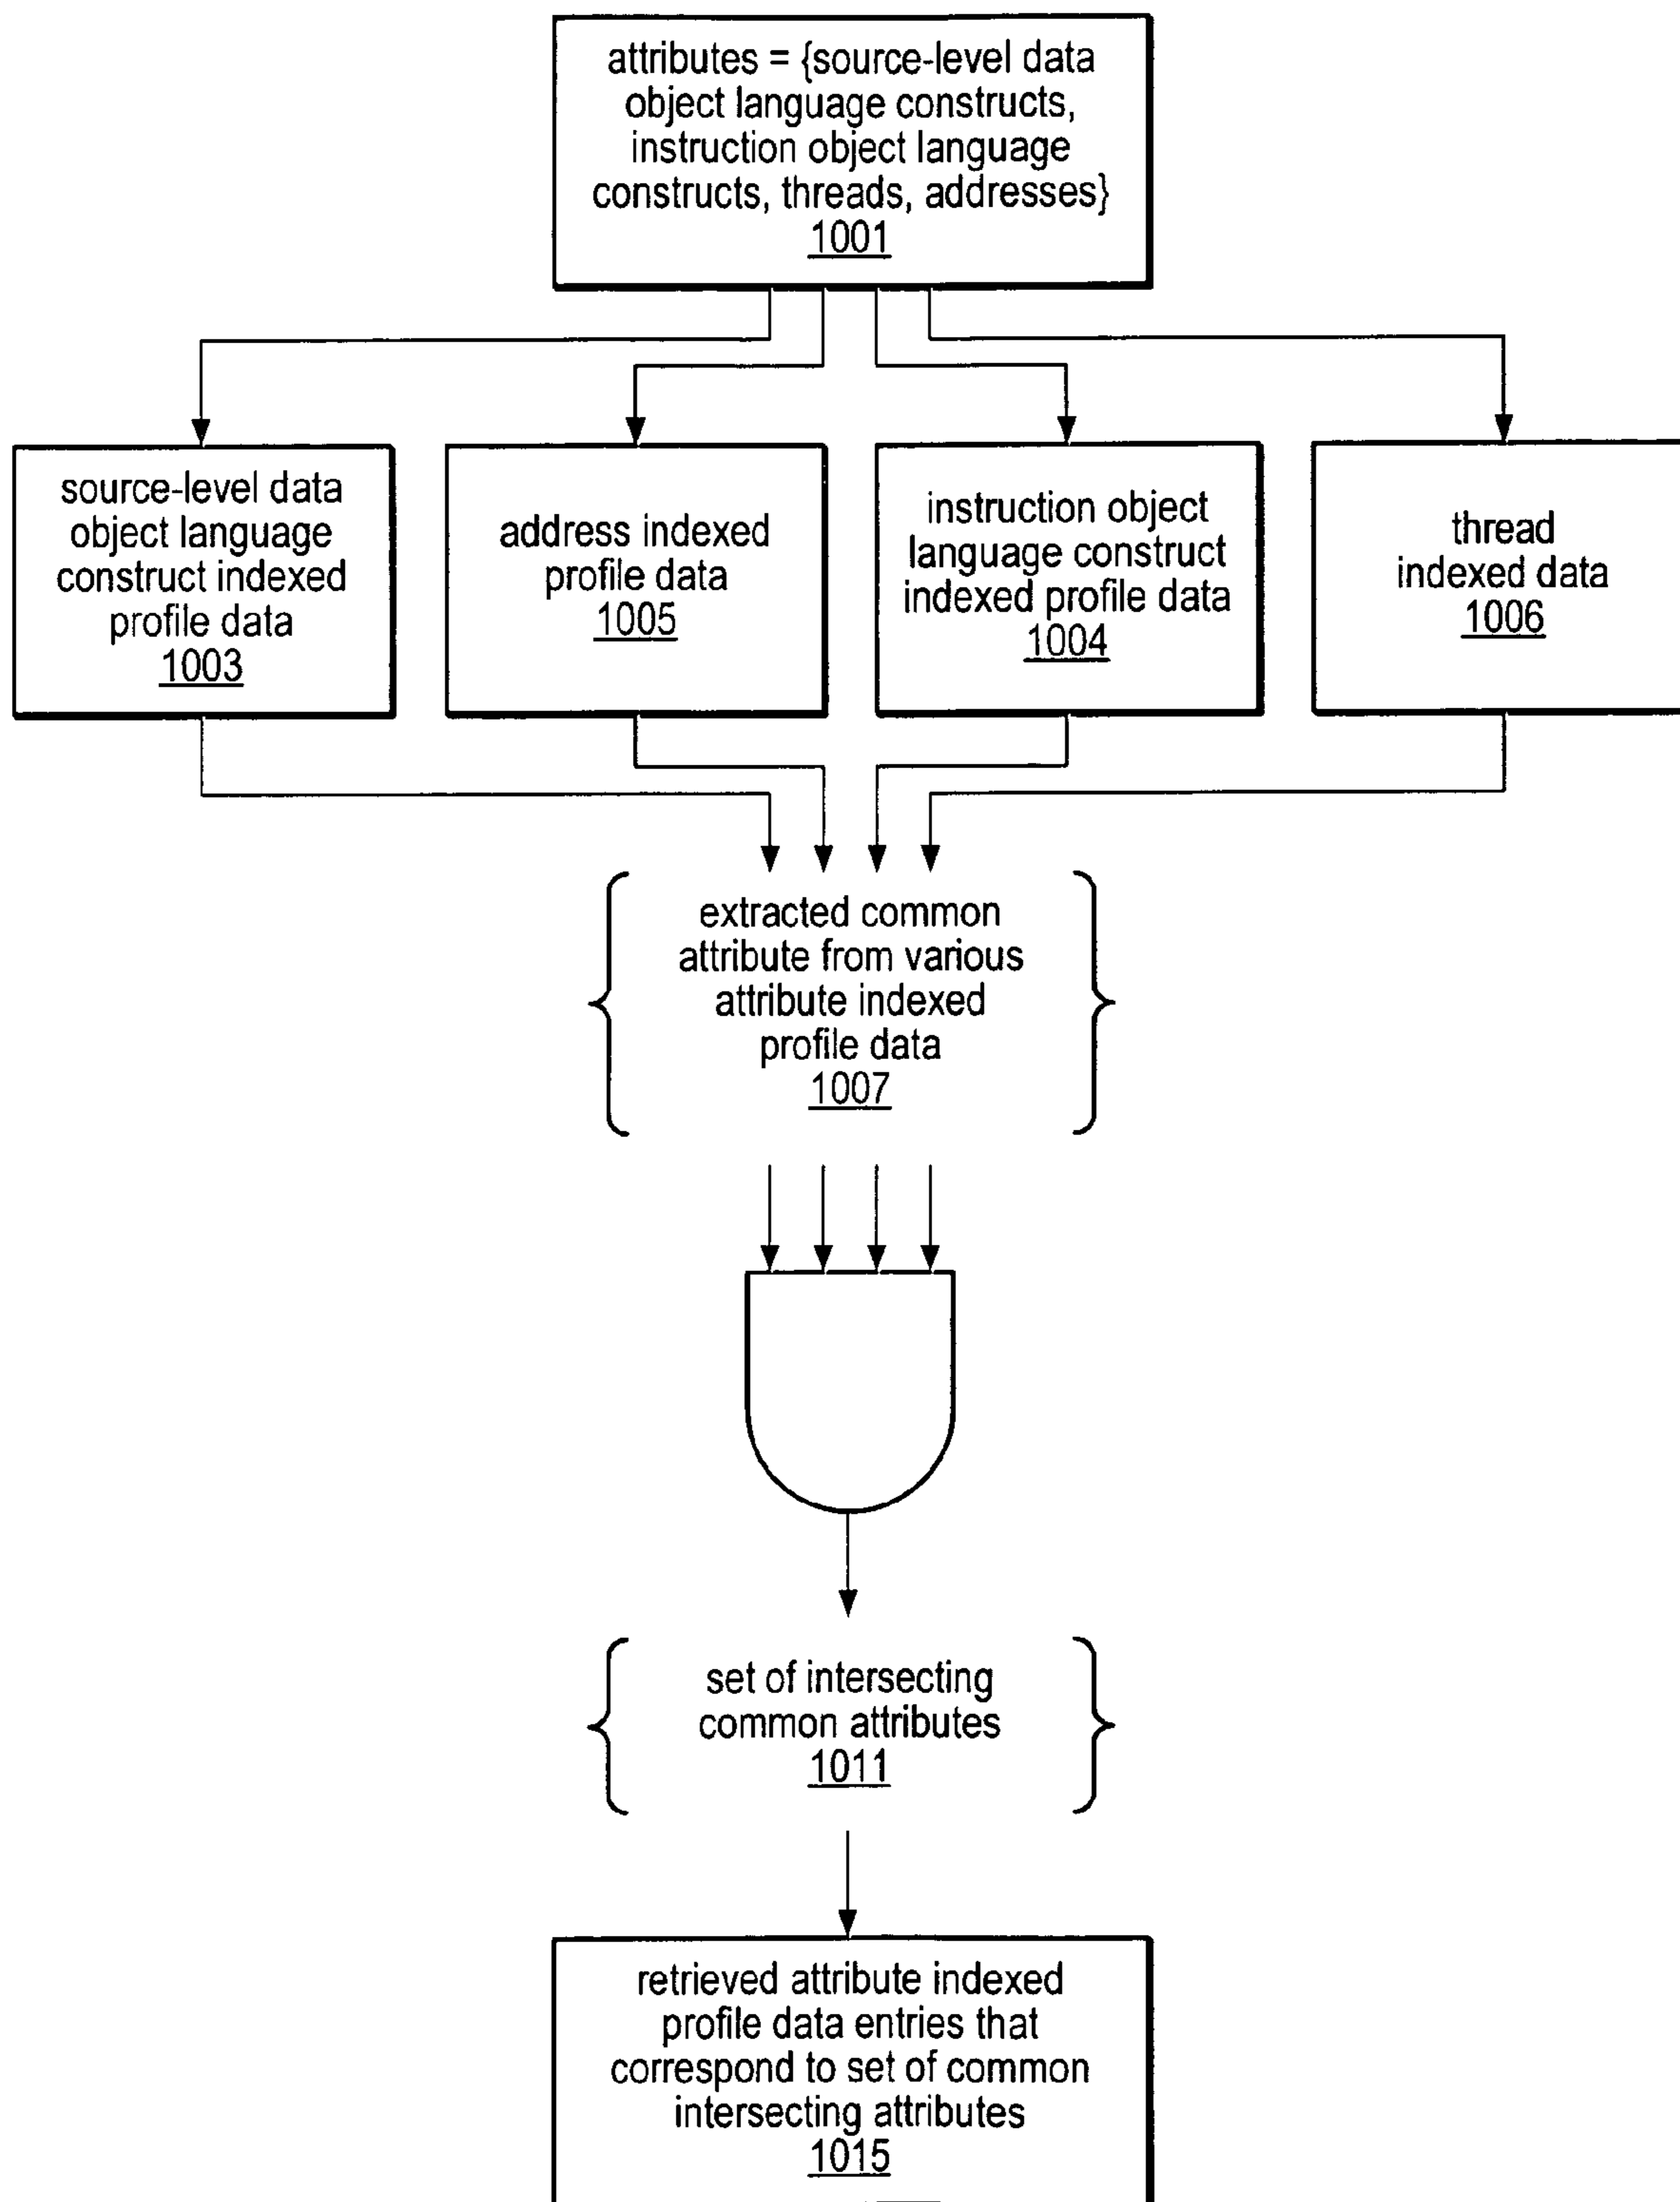 attributes = {source-level data
object language constructs,
instruction object language
constructs, threads, addresses}
1001
source-level data
object language
construct indexed
profile data
1003
address indexed
profile data
1005
instruction object
language construct
indexed profile data
1004
thread
indexed data
1006
extracted common
attribute from various
attribute indexed
profile data
1007
set of intersecting
common attributes
1011
retrieved attribute indexed
profile data entries that
correspond to set of common
intersecting attributes
1015